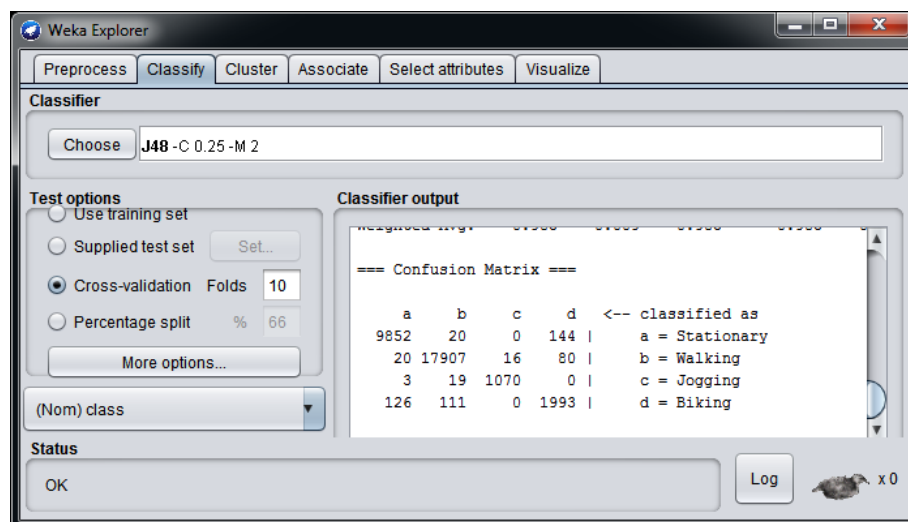 Weka Explorer
Preprocess Classify Cluster Associate Select attributes Visualize
Classifier
Choose J48 -C 0.25 -M 2
Test options
Use training set
Supplied test set Set...
Cross-validation Folds 10
Percentage split % 66
More options...
(Nom) class
Classifier output
=== Confusion Matrix ===
a b c d <-- classified as
9852 20 0 144 | a = Stationary
20 17907 16 80 | b = Walking
3 19 1070 0 | c = Jogging
126 111 0 1993 | d = Biking
Status
OK
Log
x 0